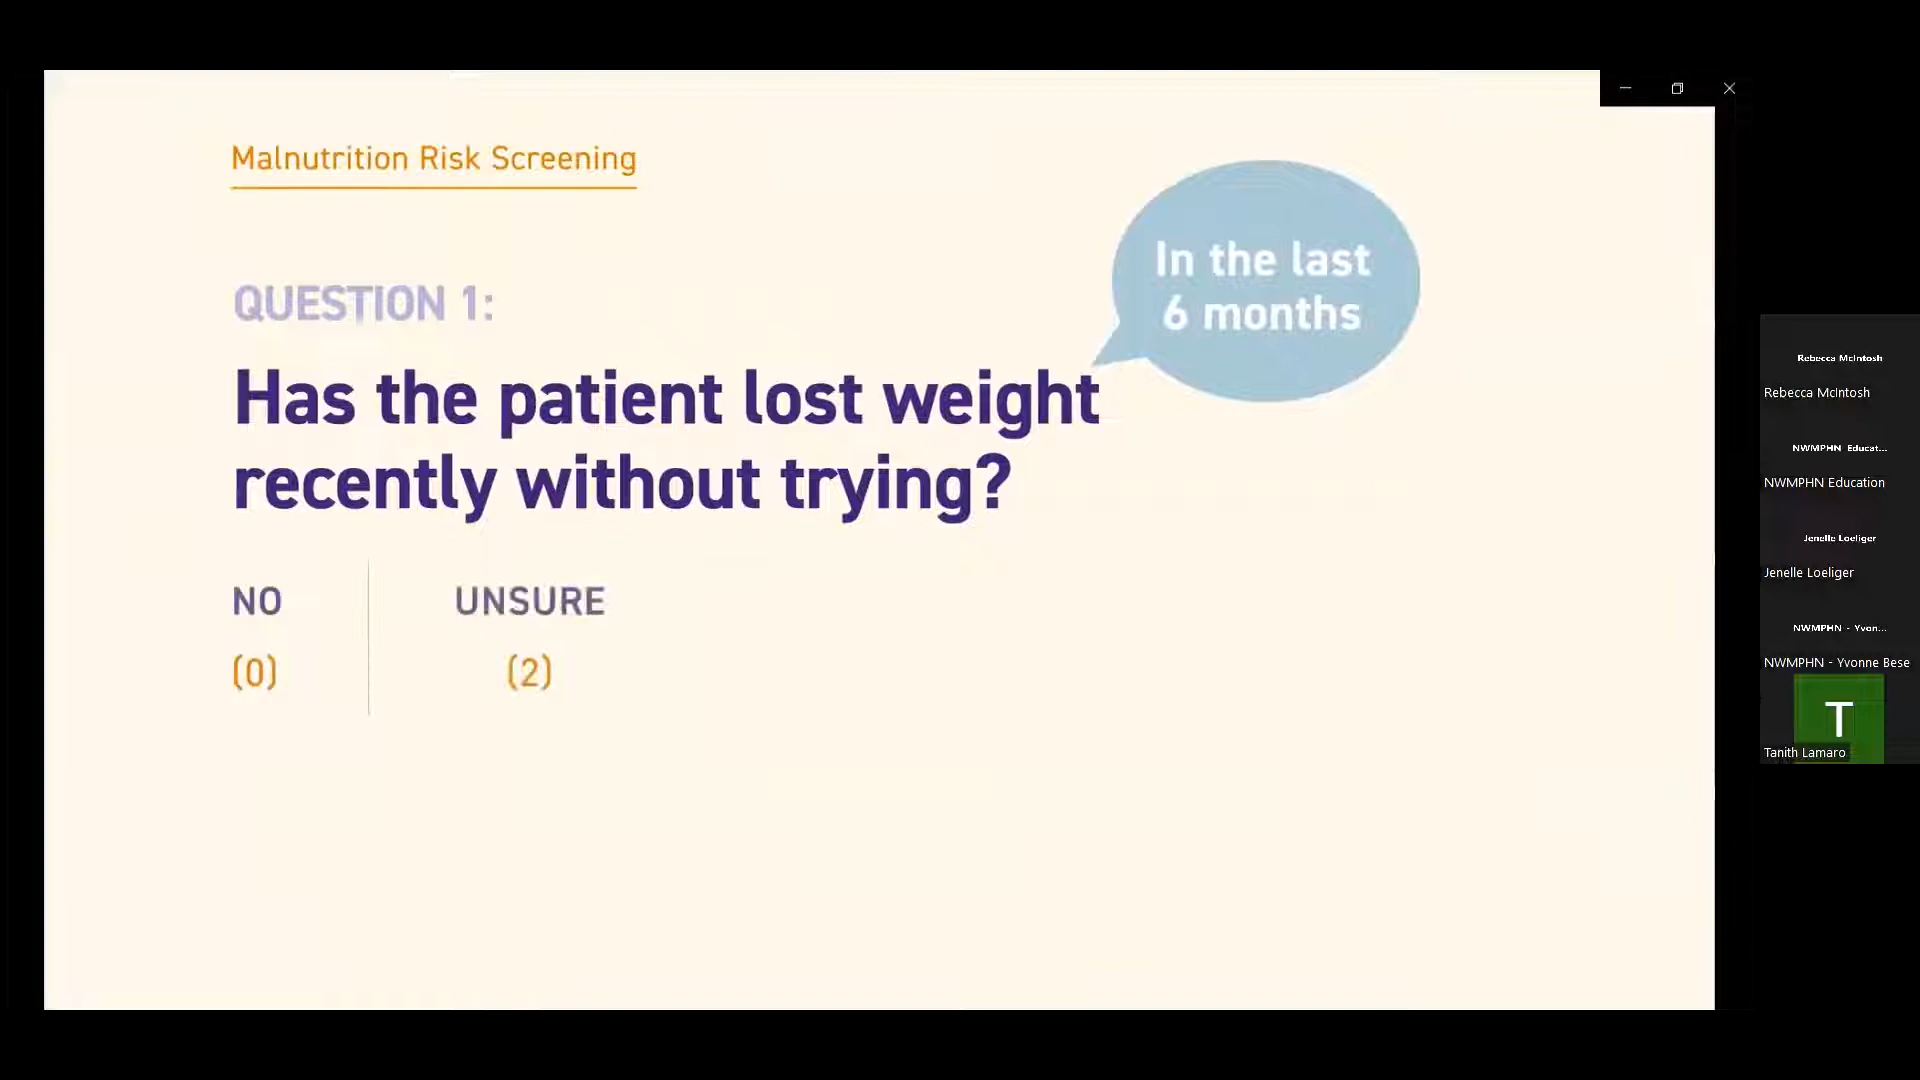 Malnutrition Risk Screening
In the last
6 months
QUESTION 1:
Has the patient lost weight
recently without trying?
NO
UNSURE
(0)
(2)
Rebecca McIntosh
Rebecca McIntosh
NWMPHN Educat...
NWMPHN Education
Jenelle Loeliger
Jenelle Loeliger
NWMPHN - Yvon...
NWMPHN - Yvonne Bese
T
Tanith Lamaro